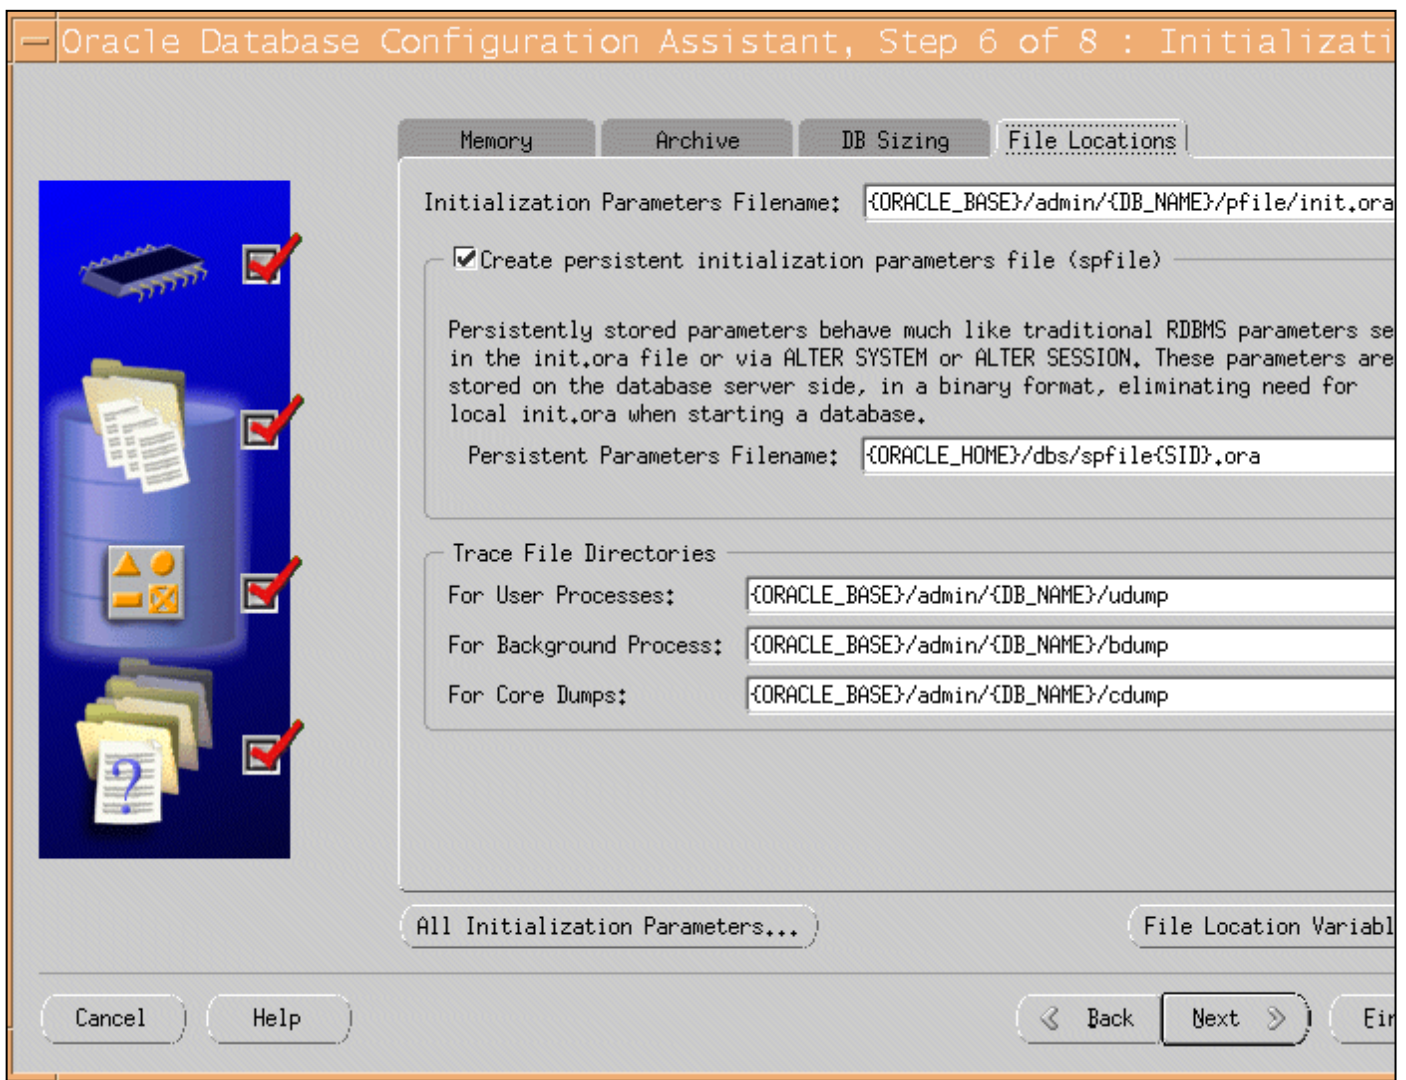 Oracle Database Configuration Assistant, Step 6 of 8 : Initializati
Memory
Archive
DB Sizing
File Locations
Initialization Parameters Filename: {ORACLE_BASE}/admin/{DB_NAME}/pfile/init.ora
Create persistent initialization parameters file (spfile)
Persistently stored parameters behave much like traditional RDBMS parameters se
in the init.ora file or via ALTER SYSTEM or ALTER SESSION. These parameters are
stored on the database server side, in a binary format, eliminating need for
local init.ora when starting a database.
Persistent Parameters Filename: {ORACLE_HOME}/dbs/spfile{SID}.ora
Trace File Directories
For User Processes: {ORACLE_BASE}/admin/{DB_NAME}/udump
For Background Process: {ORACLE_BASE}/admin/{DB_NAME}/bdump
For Core Dumps: {ORACLE_BASE}/admin/{DB_NAME}/cdump
?
All Initialization Parameters...
File Location Variabl
Cancel
Help
Back
Next